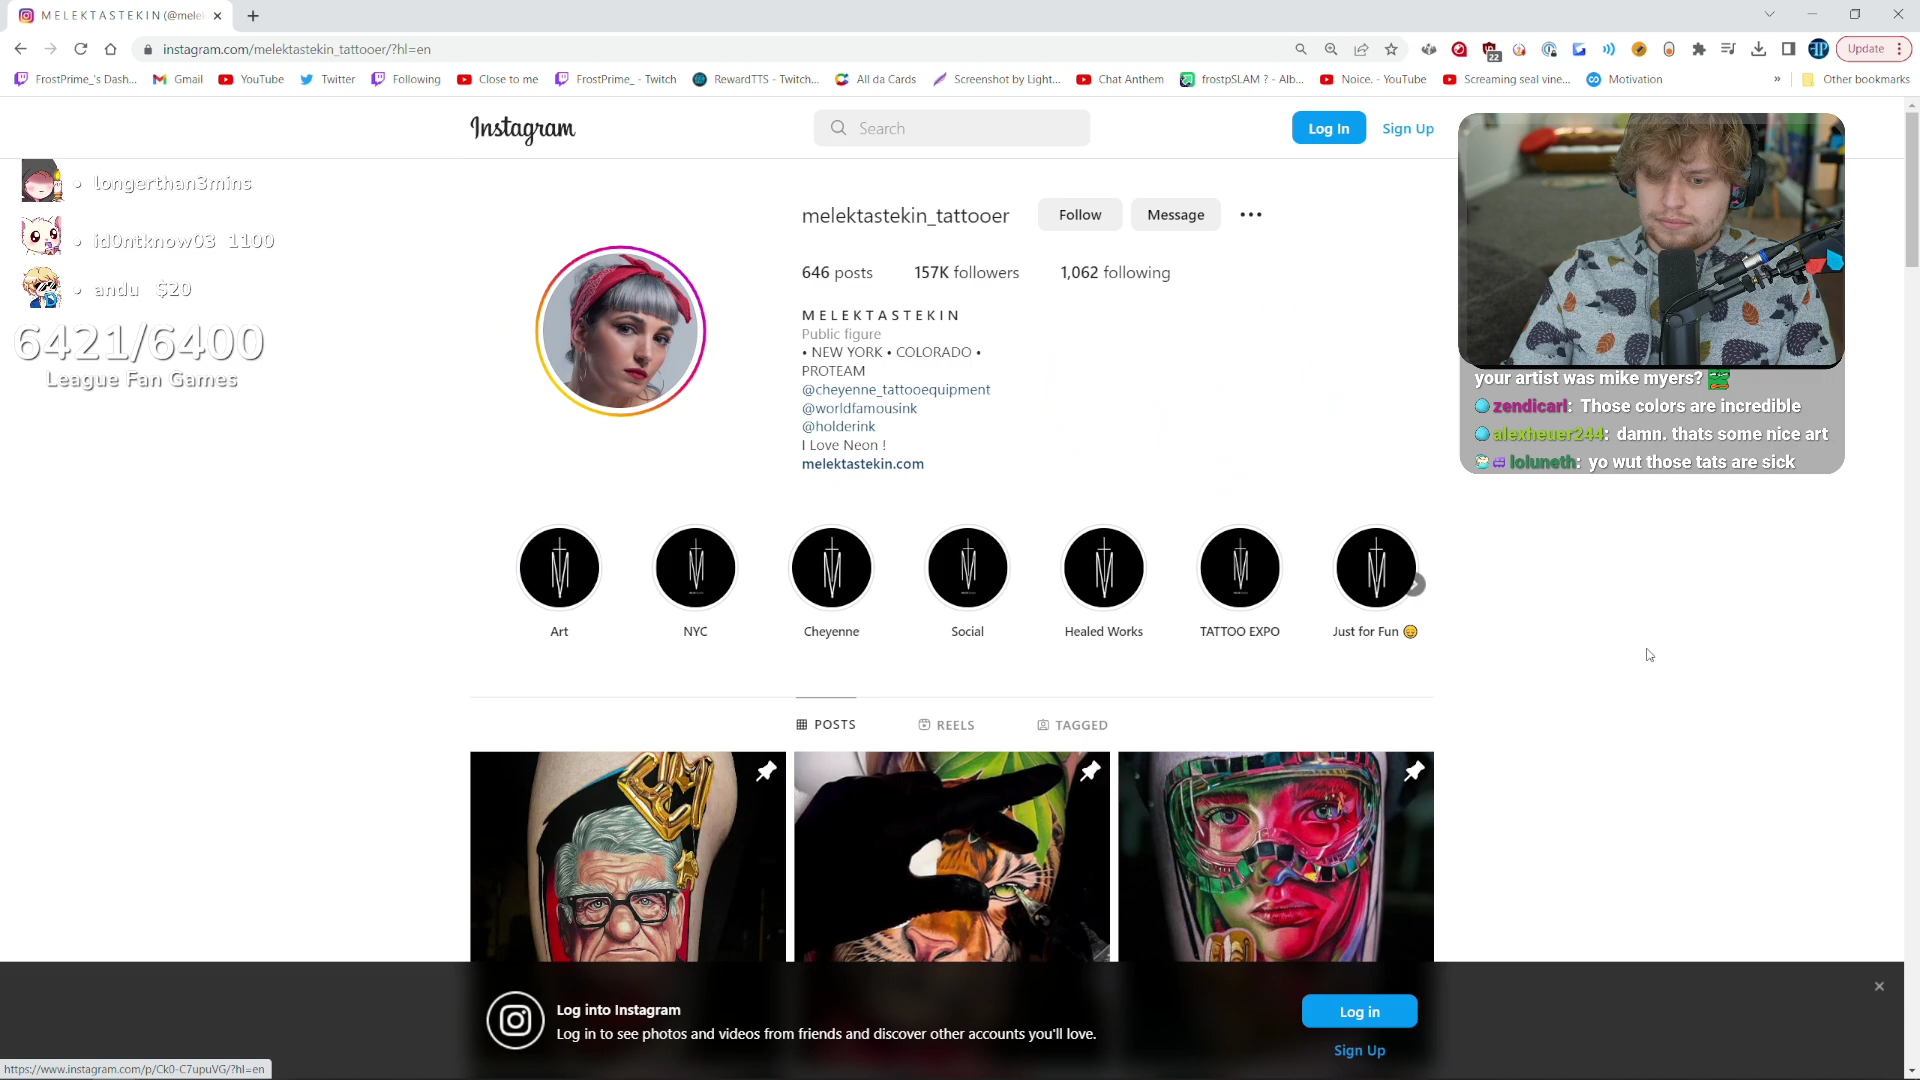 M E L E K T A S T E K I N (@mele
instagram.com/melektastekin_tattooer/?hl=en
22
Update
FrostPrime_'s Dash...
Gmail
YouTube
Twitter
Following
Close to me
FrostPrime_ - Twitch
RewardTTS - Twitch...
All da Cards
Screenshot by Light...
Chat Anthem
frostpSLAM ? - Alb...
Noice. - YouTube
Screaming seal vine...
Motivation
»
Other bookmarks
Instagram
Search
Log In
Sign Up
• longerthan3mins
• id0ntknow03 1100
• andu $20
6421/6400
League Fan Games
melektastekin_tattooer
Follow
Message
646 posts
157K followers
1,062 following
M E L E K T A S T E K I N
Public figure
• NEW YORK • COLORADO •
PROTEAM
@cheyenne_tattooequipment
@worldfamousink
@holderink
I Love Neon !
melektastekin.com
your artist was mike myers?
zendicarl: Those colors are incredible
alexheuer244: damn. thats some nice art
loluneth: yo wut those tats are sick
Art
NYC
Cheyenne
Social
Healed Works
TATTOO EXPO
Just for Fun 😊
POSTS
REELS
TAGGED
Log into Instagram
Log in to see photos and videos from friends and discover other accounts you'll love.
Log in
Sign Up
https://www.instagram.com/p/Ck0-C7upuVG/?hl=en